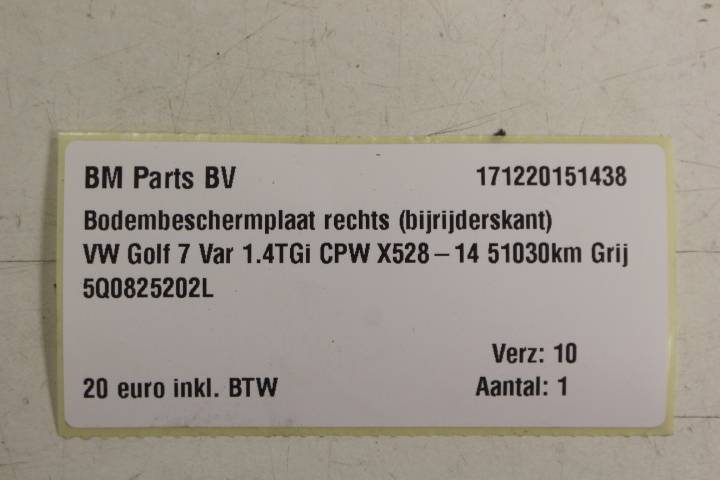 BM Parts BV 171220151438
Bodembeschermplaat rechts (bijrijderskant)
VW Golf 7 Var 1.4TGi CPW X528 – 14 51030km Grij
5Q0825202L
Verz: 10
20 euro inkl. BTW Aantal: 1